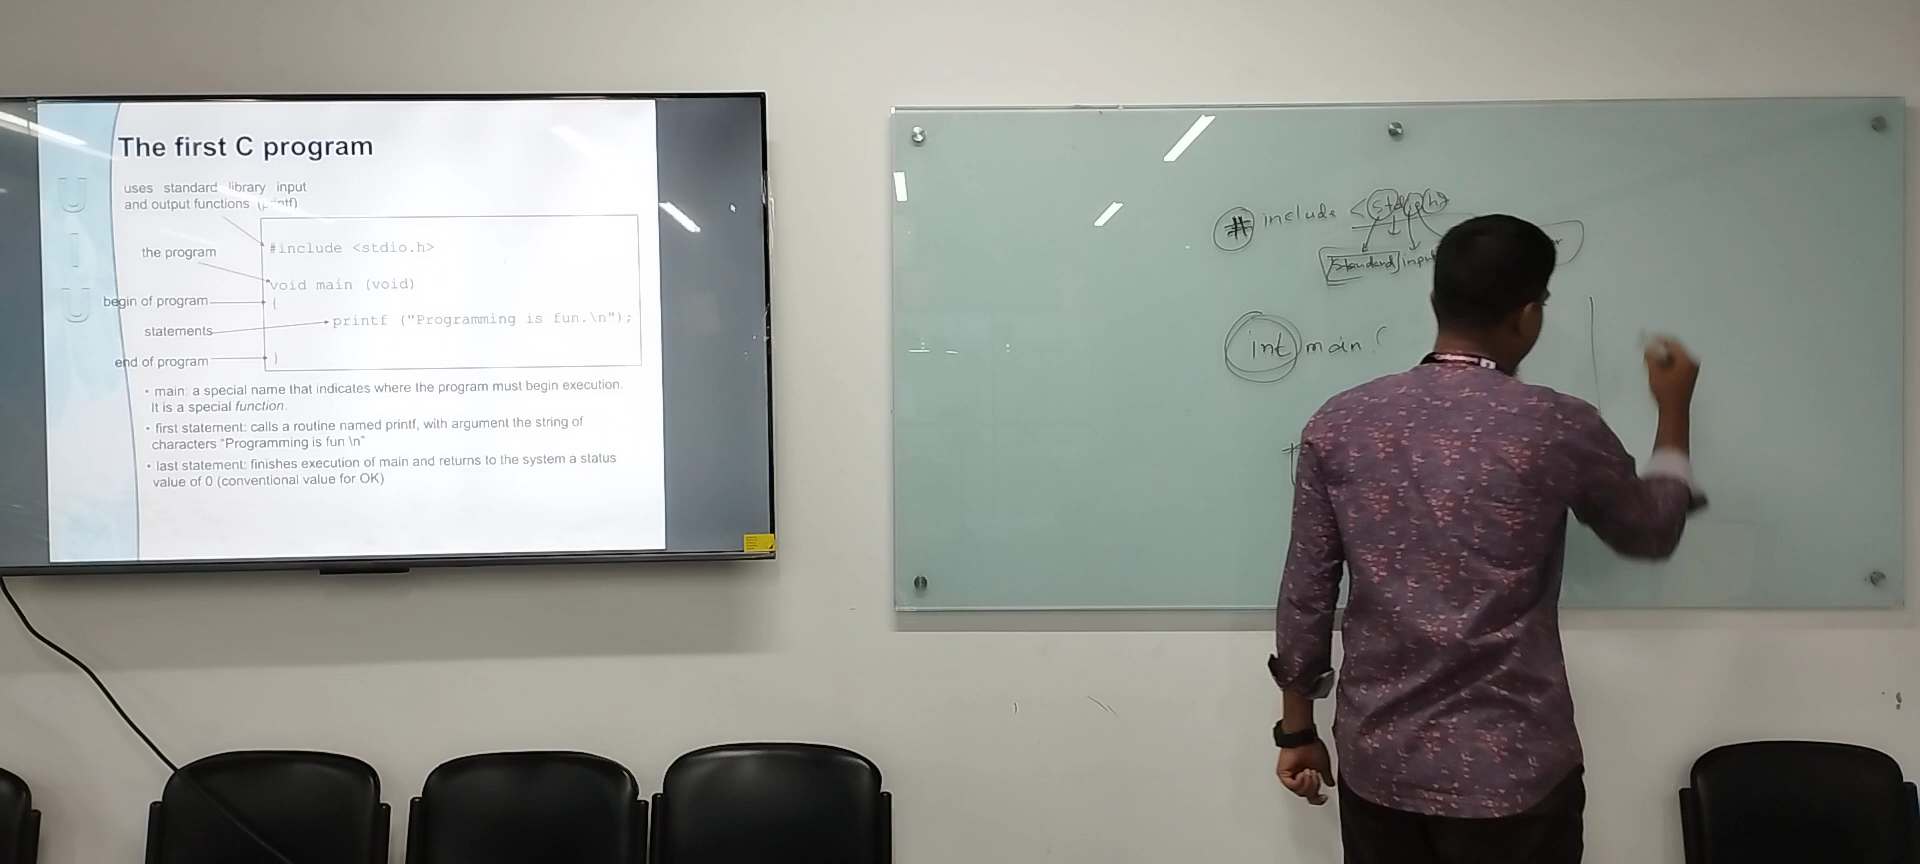 The first C program
uses standard library input
and output functions (printf)
#include <stdio.h>
the program
void main (void)
begin of program
{
statements
printf ("Programming is fun.\n");
end of program
}
• main: a special name that indicates where the program must begin execution.
It is a special function.
• first statement: calls a routine named printf, with argument the string of
characters "Programming is fun \n"
• last statement: finishes execution of main and returns to the system a status
value of 0 (conventional value for OK)
U
I
U
# include <stdio.h>
Standard input
int main (